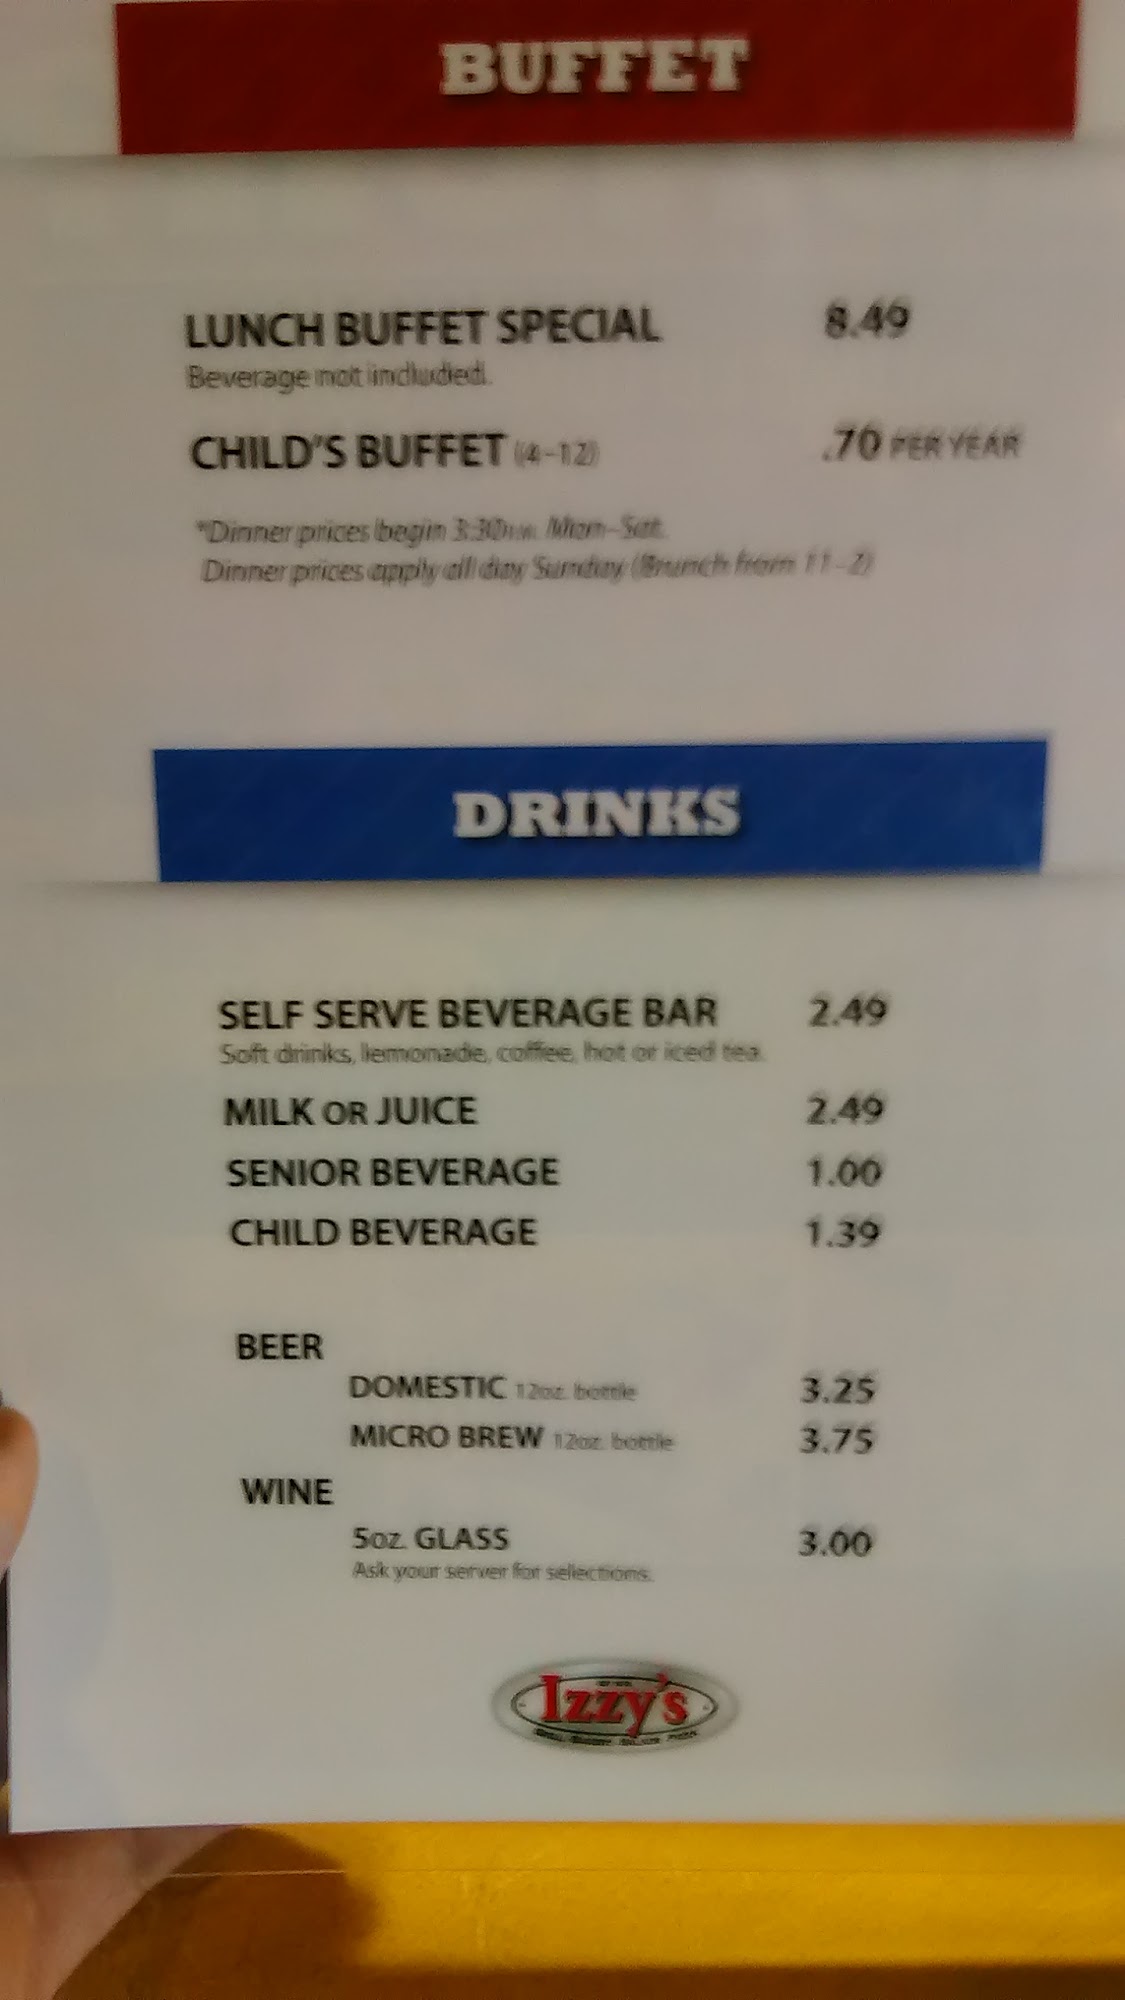 BUFFET
LUNCH BUFFET SPECIAL 8.49
Beverage not included.
CHILD'S BUFFET (4-12) .70 PER YEAR
*Dinner prices begin 3:30p.m. Mon-Sat.
Dinner prices apply all day Sunday (Brunch from 11-2)
DRINKS
SELF SERVE BEVERAGE BAR 2.49
Soft drinks, lemonade, coffee, hot or iced tea.
MILK OR JUICE 2.49
SENIOR BEVERAGE 1.00
CHILD BEVERAGE 1.39
BEER
DOMESTIC 12oz. bottle 3.25
MICRO BREW 12oz. bottle 3.75
WINE
5oz. GLASS 3.00
Ask your server for selections.
Izzy's